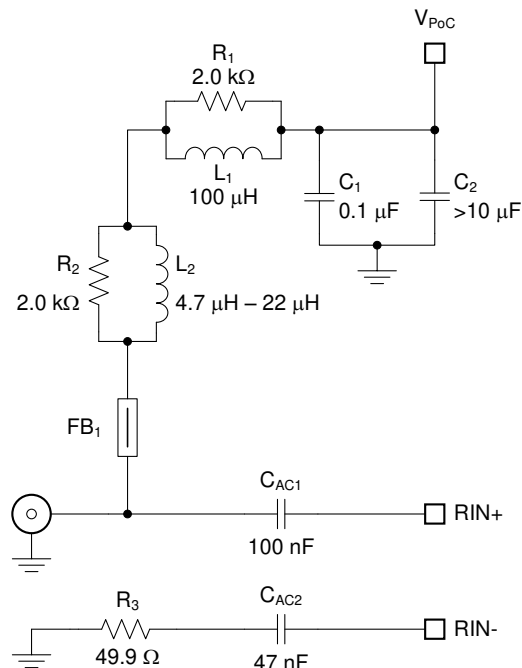 V_PoC
R1
2.0 kΩ
L1
100 µH
C1
0.1 µF
C2
>10 µF
R2
2.0 kΩ
L2
4.7 µH – 22 µH
FB1
CAC1
100 nF
RIN+
R3
49.9 Ω
CAC2
47 nF
RIN-